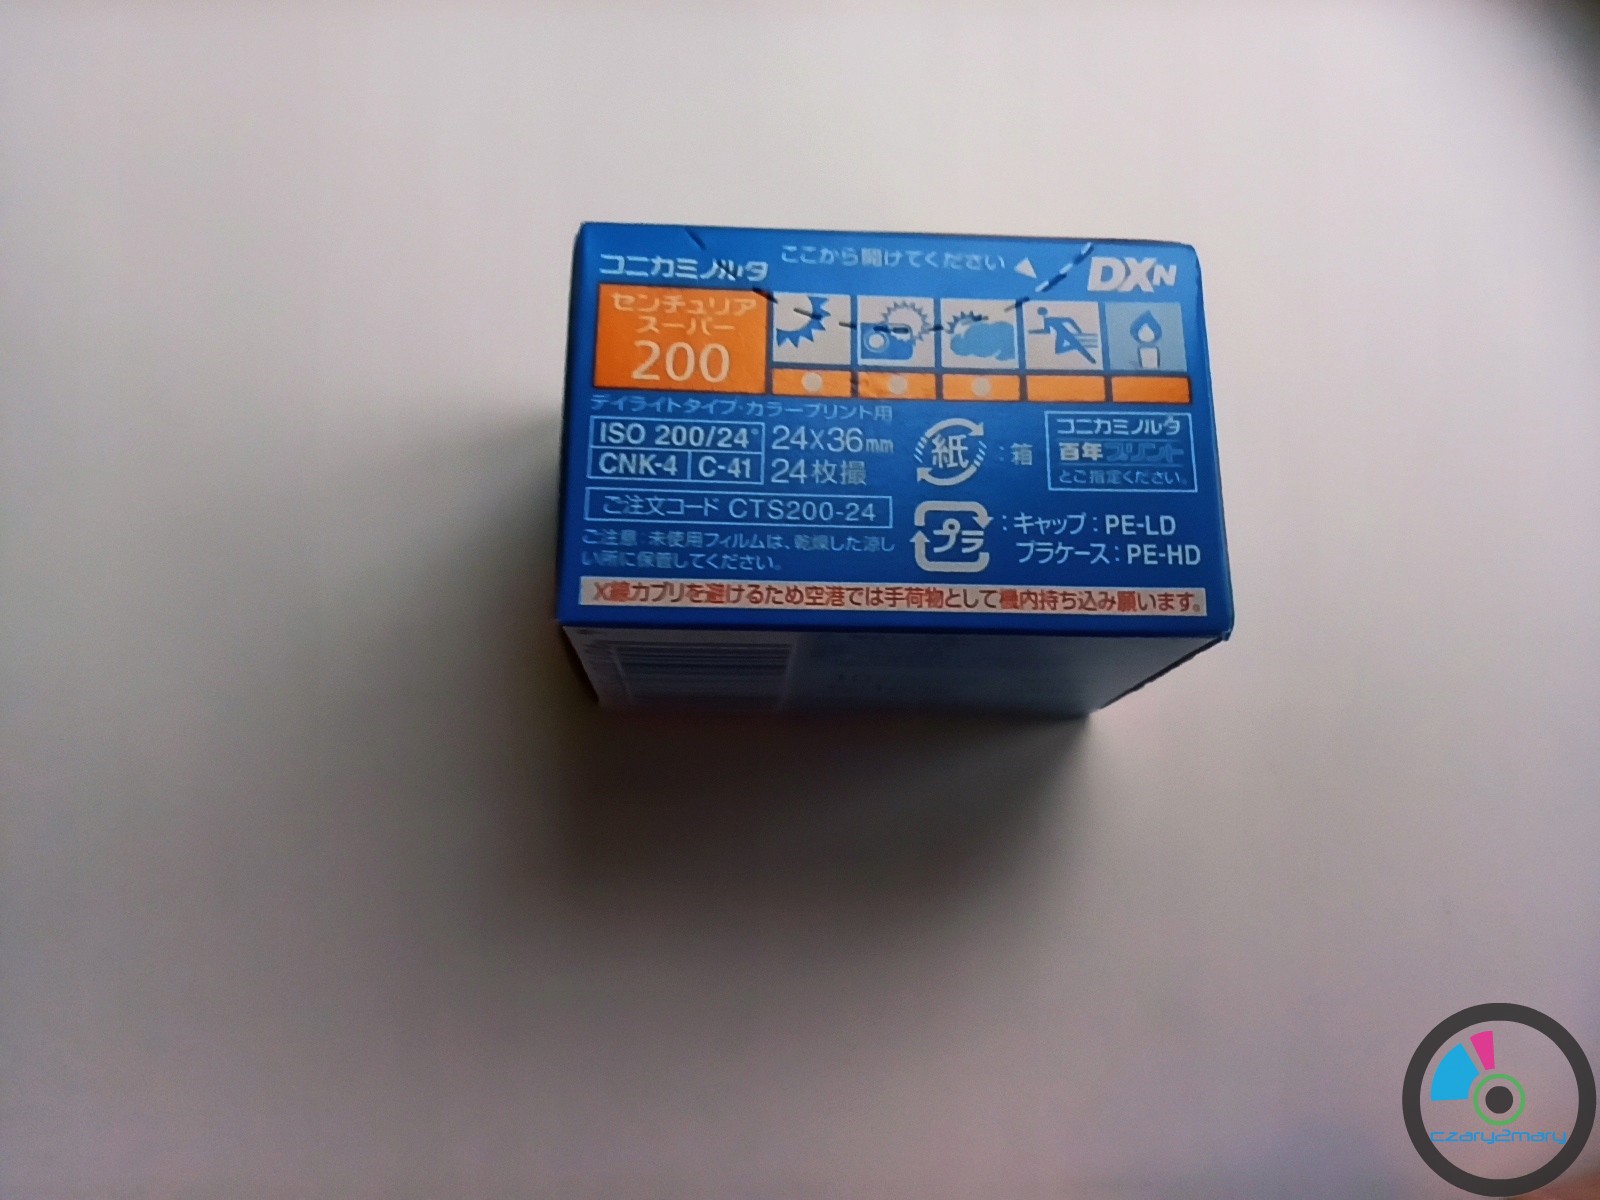 ここから開けてください
コニカミノルタ
DXN
センチュリア
スーパー
200
デイライトタイプ・カラープリント用
ISO 200/24°
CNK-4 C-41
24×36mm
24枚撮
ご注文コード CTS200-24
ご注意：未使用フィルムは、乾燥した涼し
い所に保管してください。
紙：箱
プラ：キャップ：PE-LD
プラケース：PE-HD
コニカミノルタ
百年プリント
とご指定ください。
X線カブリを避けるため空港では手荷物として機内持ち込み願います。
czary2mary